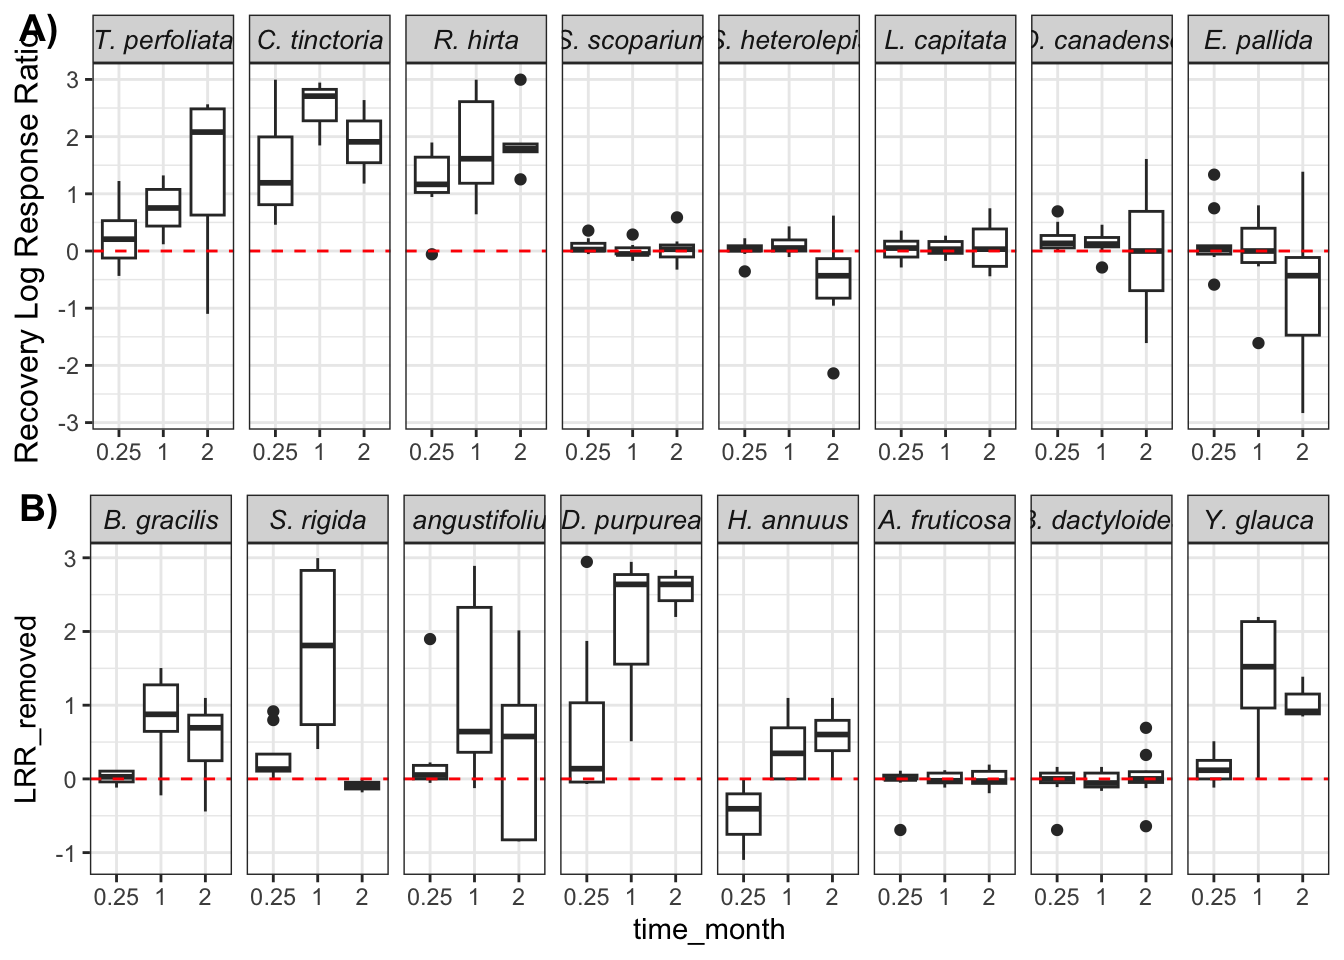 A)
Recovery Log Response Ratio
T. perfoliata C. tinctoria R. hirta S. scoparium S. heterolepi L. capitata D. canadens E. pallida
3
2
1
0
-1
-2
-3
0.25 1 2 0.25 1 2 0.25 1 2 0.25 1 2 0.25 1 2 0.25 1 2 0.25 1 2 0.25 1 2
B)
LRR_removed
B. gracilis S. rigida angustifoliu D. purpurea H. annuus A. fruticosa B. dactyloide Y. glauca
3
2
1
0
-1
0.25 1 2 0.25 1 2 0.25 1 2 0.25 1 2 0.25 1 2 0.25 1 2 0.25 1 2 0.25 1 2
time_month